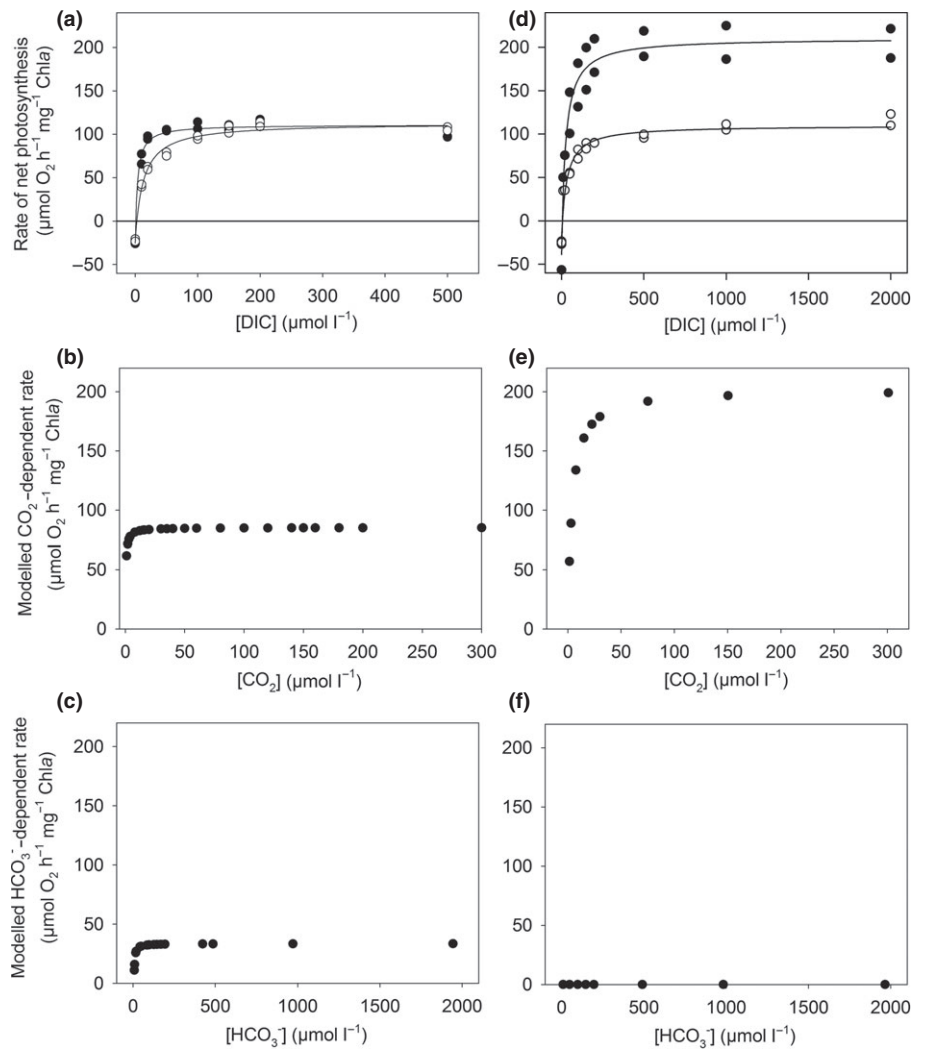 (a)
Rate of net photosynthesis
(µmol O₂ h⁻¹ mg⁻¹ Chla)
200
150
100
50
0
−50
0 100 200 300 400 500
[DIC] (µmol l⁻¹)
(d)
200
150
100
50
0
−50
0 500 1000 1500 2000
[DIC] (µmol l⁻¹)
(b)
Modelled CO₂-dependent rate
(µmol O₂ h⁻¹ mg⁻¹ Chla)
200
150
100
50
0
0 50 100 150 200 250 300
[CO₂] (µmol l⁻¹)
(e)
200
150
100
50
0
0 50 100 150 200 250 300
[CO₂] (µmol l⁻¹)
(c)
Modelled HCO₃⁻-dependent rate
(µmol O₂ h⁻¹ mg⁻¹ Chla)
200
150
100
50
0
0 500 1000 1500 2000
[HCO₃⁻] (µmol l⁻¹)
(f)
200
150
100
50
0
0 500 1000 1500 2000
[HCO₃⁻] (µmol l⁻¹)